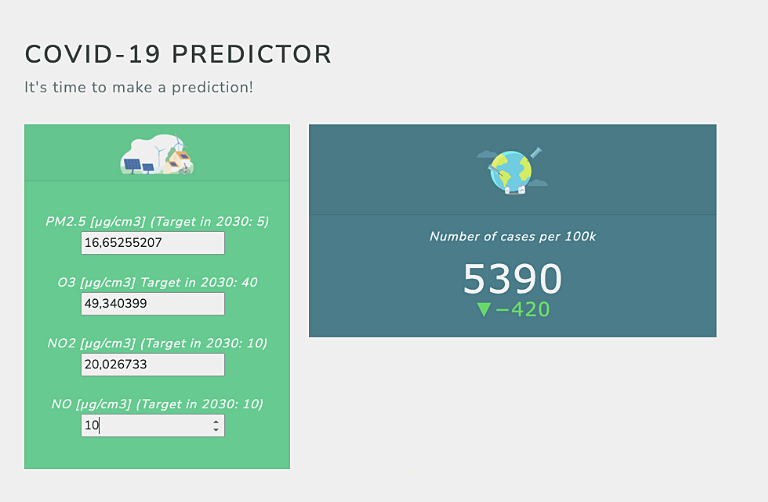 COVID-19 PREDICTOR
It's time to make a prediction!
PM2.5 [µg/cm3] (Target in 2030: 5)
16,65255207
O3 [µg/cm3] Target in 2030: 40
49,340399
NO2 [µg/cm3] (Target in 2030: 10)
20,026733
NO [µg/cm3] (Target in 2030: 10)
10
Number of cases per 100k
5390
▼−420